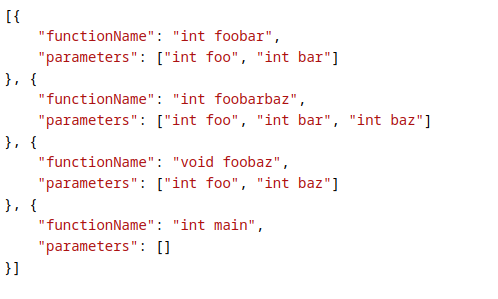 [{
    "functionName": "int foobar",
    "parameters": ["int foo", "int bar"]
}, {
    "functionName": "int foobarbaz",
    "parameters": ["int foo", "int bar", "int baz"]
}, {
    "functionName": "void foobaz",
    "parameters": ["int foo", "int baz"]
}, {
    "functionName": "int main",
    "parameters": []
}]